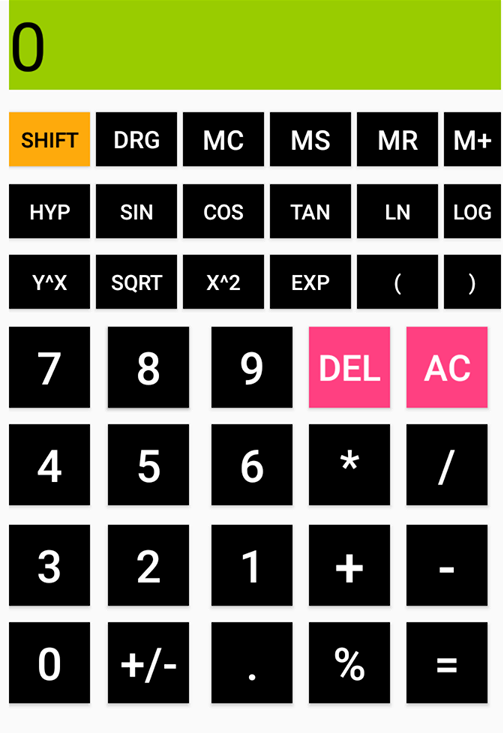 0
SHIFT DRG MC MS MR M+
HYP SIN COS TAN LN LOG
Y^X SQRT X^2 EXP ( )
7 8 9 DEL AC
4 5 6 * /
3 2 1 + -
0 +/- . % =